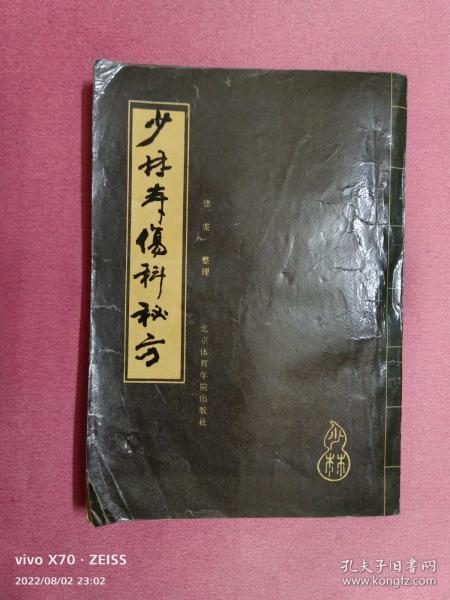 少林寺傷科秘方
德虔 整理
北京体育学院出版社
少林
vivo X70 · ZEISS
2022/08/02 23:02
孔夫子旧书网
www.kongfz.com